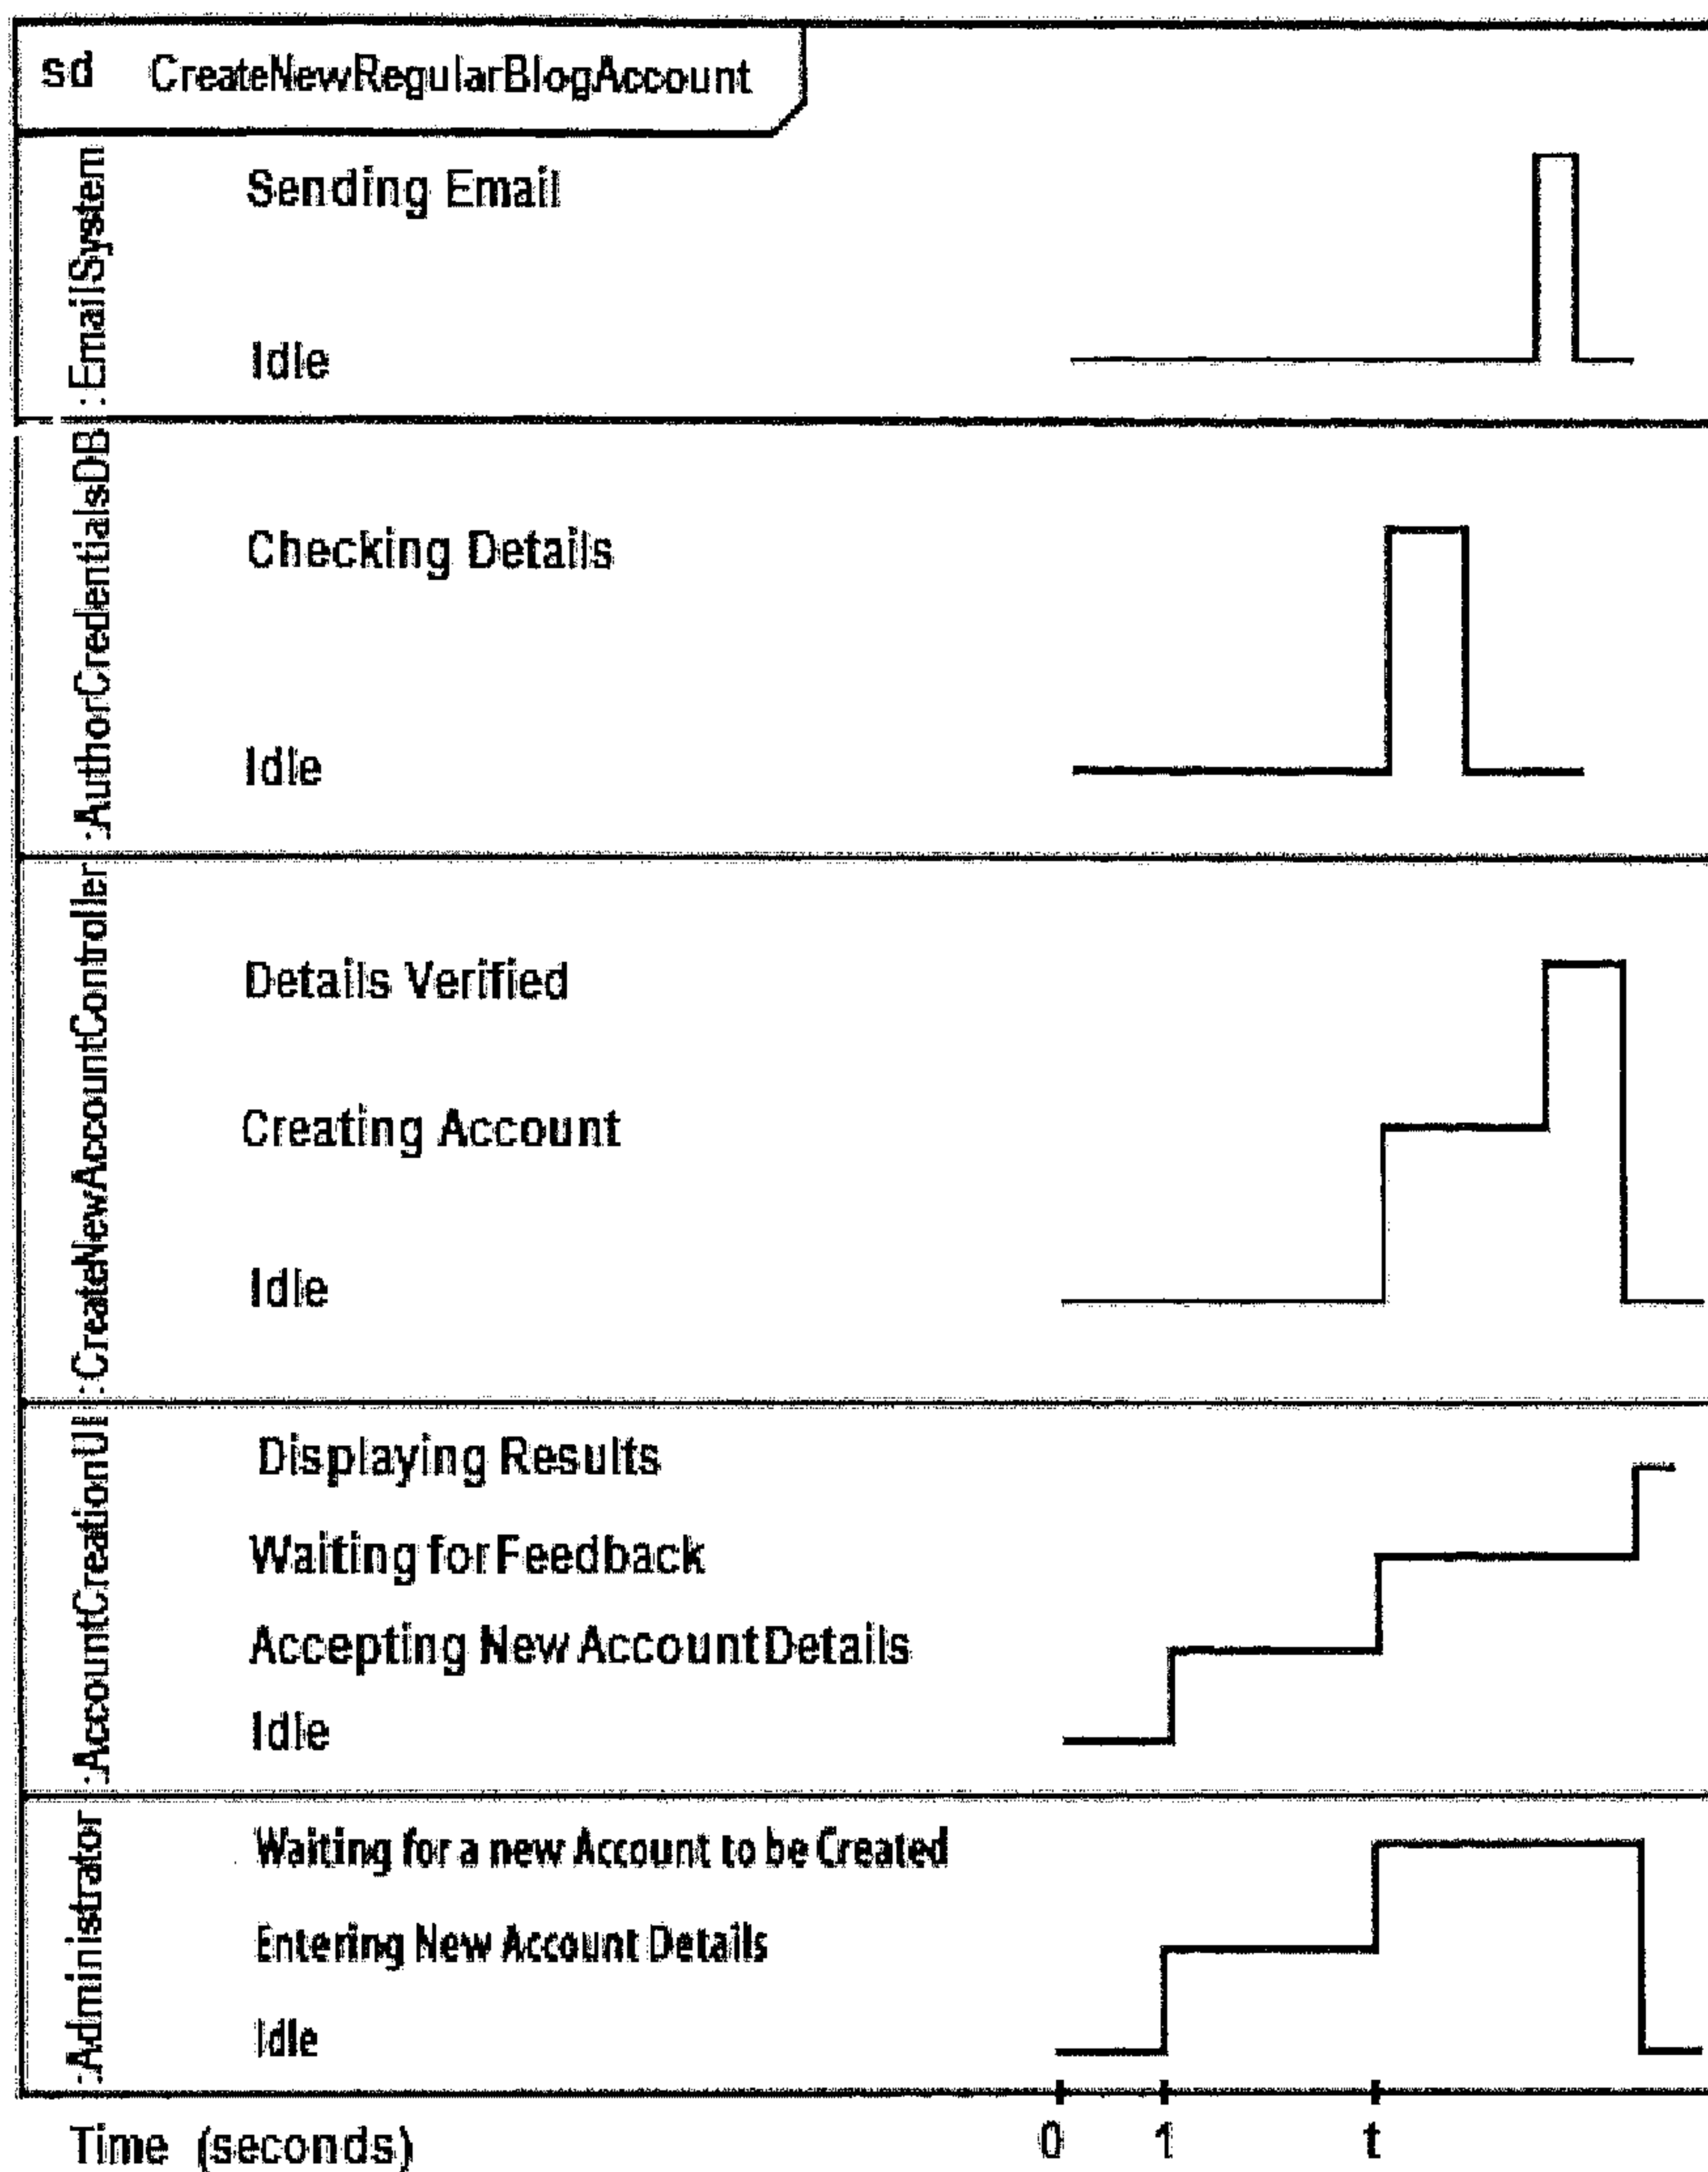 sd CreateNewRegularBlogAccount
:EmailSystem
Sending Email
Idle
:AuthorCredentialsDB
Checking Details
Idle
:CreateNewAccountController
Details Verified
Creating Account
Idle
:AccountCreationUI
Displaying Results
Waiting for Feedback
Accepting New Account Details
Idle
:Administrator
Waiting for a new Account to be Created
Entering New Account Details
Idle
Time (seconds) 0 1 t